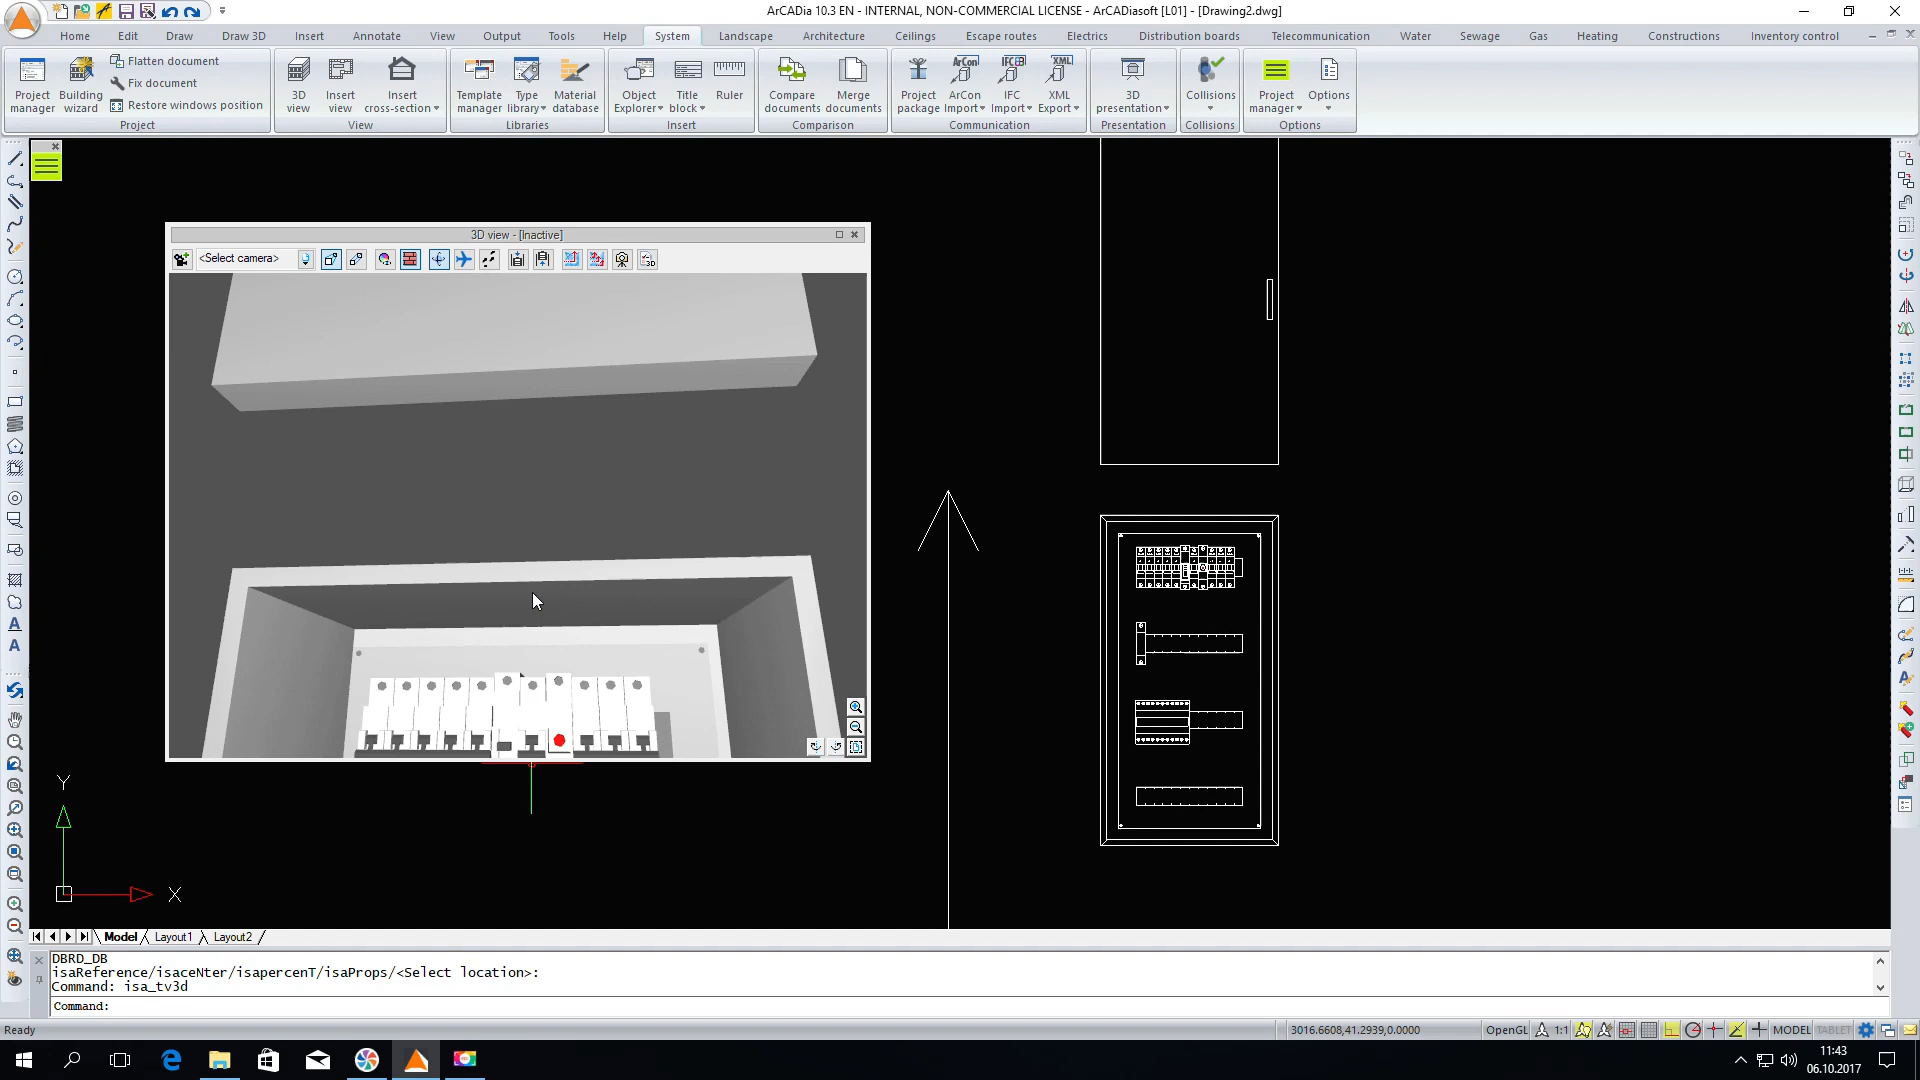 ArCADia 10.3 EN - INTERNAL, NON-COMMERCIAL LICENSE - ArCADiasoft [L01] - [Drawing2.dwg]
Home Edit Draw Draw 3D Insert Annotate View Output Tools Help System Landscape Architecture Ceilings Escape routes Electrics Distribution boards Telecommunication Water Sewage Gas Heating Constructions Inventory control
Project manager
Building wizard
Flatten document
Fix document
Restore windows position
3D view
Insert view
Insert cross-section
Template manager
Type library
Material database
Object Explorer
Title block
Ruler
Compare documents
Merge documents
Project package
ArCon
ArCon Import
IFC
IFC Import
XML
XML Export
3D presentation
Collisions
Project manager
Options
Project View Libraries Insert Comparison Communication Presentation Collisions Options
3D view - [Inactive]
<Select camera>
3D
Y
X
Model Layout1 Layout2
DBRD_DB
isaReference/isaceNter/isapercenT/isaProps/<Select location>:
Command: isa_tv3d
Command:
Ready
3016.6608,41.2939,0.0000
OpenGL
1:1
MODEL
TABLET
11:43
06.10.2017